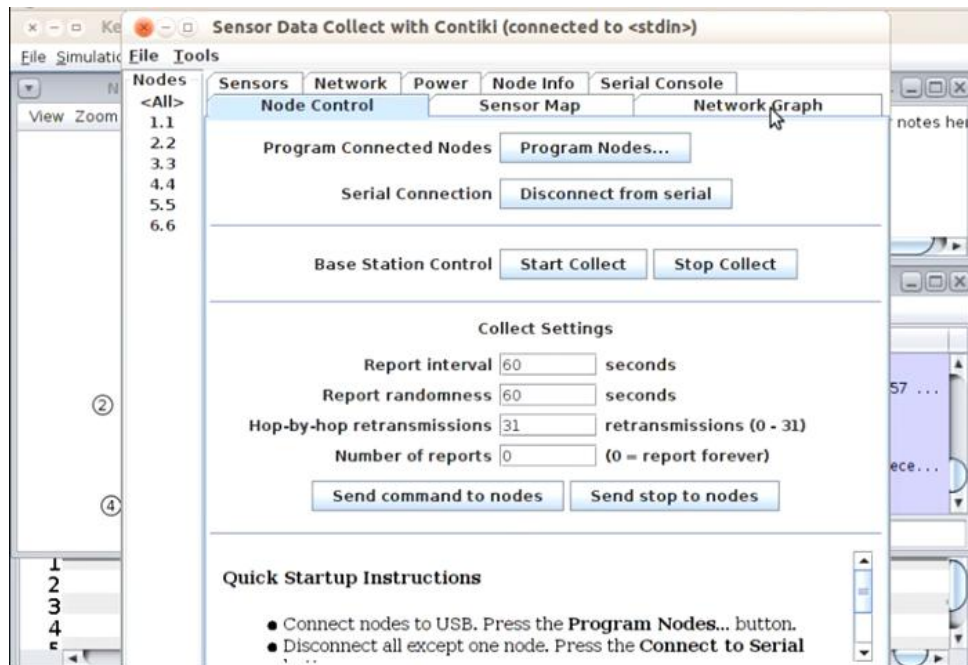 Ke
Sensor Data Collect with Contiki (connected to <stdin>)
File Simulatio
File Tools
Nodes
<All>
1.1
2.2
3.3
4.4
5.5
6.6
N
View Zoom
Sensors Network Power Node Info Serial Console
Node Control Sensor Map Network Graph
notes her
Program Connected Nodes Program Nodes...
Serial Connection Disconnect from serial
Base Station Control Start Collect Stop Collect
Collect Settings
Report interval 60 seconds
Report randomness 60 seconds
Hop-by-hop retransmissions 31 retransmissions (0 - 31)
Number of reports 0 (0 = report forever)
Send command to nodes Send stop to nodes
2
4
57 ...
ece...
1
2
3
4
Quick Startup Instructions
● Connect nodes to USB. Press the Program Nodes... button.
● Disconnect all except one node. Press the Connect to Serial